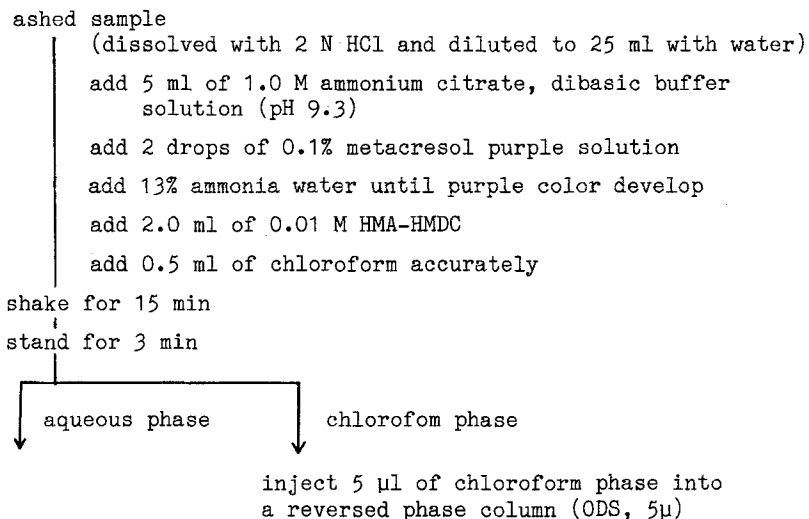 ashed sample
(dissolved with 2 N HCl and diluted to 25 ml with water)
add 5 ml of 1.0 M ammonium citrate, dibasic buffer
solution (pH 9.3)
add 2 drops of 0.1% metacresol purple solution
add 13% ammonia water until purple color develop
add 2.0 ml of 0.01 M HMA-HMDC
add 0.5 ml of chloroform accurately
shake for 15 min
stand for 3 min
aqueous phase
chlorofom phase
inject 5 μl of chloroform phase into
a reversed phase column (ODS, 5μ)